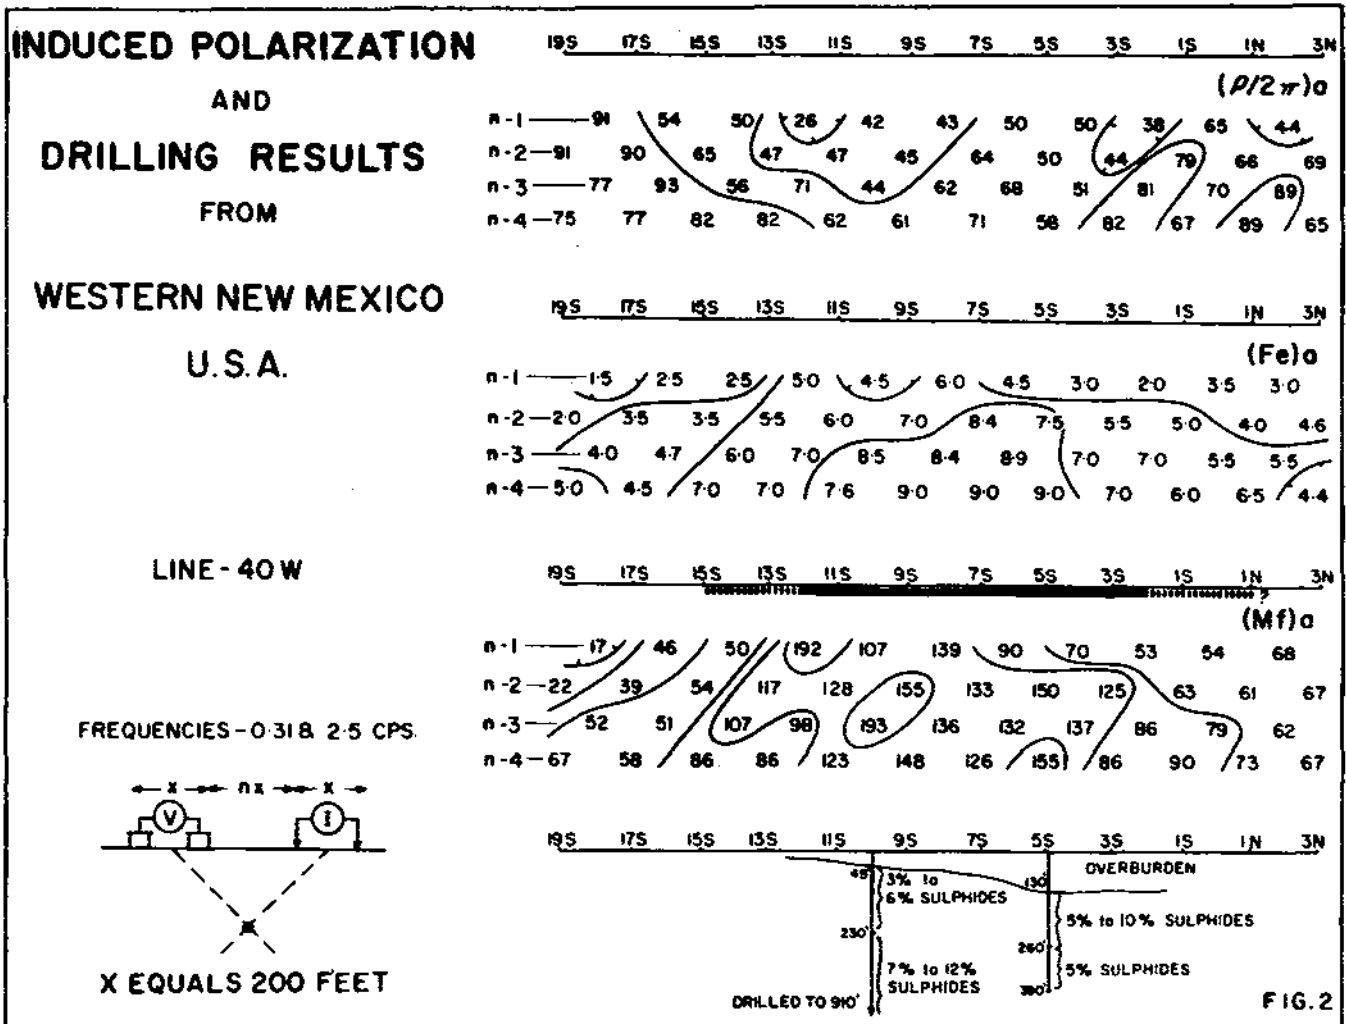 INDUCED POLARIZATION
AND
DRILLING RESULTS
FROM
WESTERN NEW MEXICO
U.S.A.
LINE - 40 W
FREQUENCIES - 0·31 & 2·5 CPS.
x nx x
V I
X EQUALS 200 FEET
19S 17S 15S 13S 11S 9S 7S 5S 3S 1S 1N 3N
(ρ/2π)a
n-1 91 54 50 26 42 43 50 50 38 65 44
n-2 91 90 65 47 47 45 64 50 44 79 66 69
n-3 77 93 56 71 44 62 68 51 81 70 89
n-4 75 77 82 82 62 61 71 58 82 67 89 65
19S 17S 15S 13S 11S 9S 7S 5S 3S 1S 1N 3N
(Fe)a
n-1 1·5 2·5 2·5 5·0 4·5 6·0 4·5 3·0 2·0 3·5 3·0
n-2 2·0 3·5 3·5 5·5 6·0 7·0 8·4 7·5 5·5 5·0 4·0 4·6
n-3 4·0 4·7 6·0 7·0 8·5 8·4 8·9 7·0 7·0 5·5 5·5
n-4 5·0 4·5 7·0 7·0 7·6 9·0 9·0 9·0 7·0 6·0 6·5 4·4
19S 17S 15S 13S 11S 9S 7S 5S 3S 1S 1N 3N
?
(Mf)a
n-1 17 46 50 192 107 139 90 70 53 54 68
n-2 22 39 54 117 128 155 133 150 125 63 61 67
n-3 52 51 107 98 193 136 132 137 86 79 62
n-4 67 58 86 86 123 148 126 155 86 90 73 67
19S 17S 15S 13S 11S 9S 7S 5S 3S 1S 1N 3N
OVERBURDEN
45' 3% to 130'
6% SULPHIDES
5% to 10% SULPHIDES
230'
260'
7% to 12% 5% SULPHIDES
SULPHIDES
DRILLED TO 910'
FIG. 2